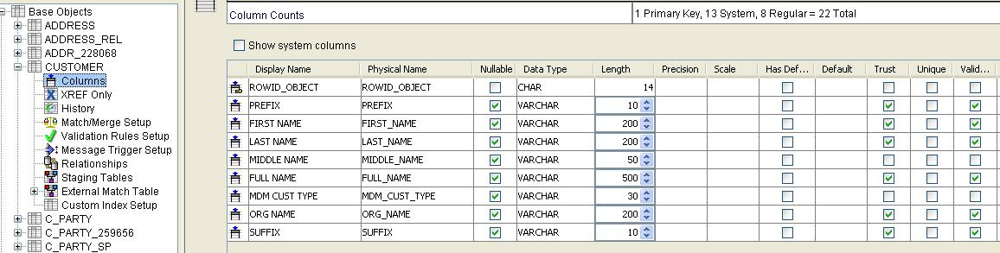 Base Objects
ADDRESS
ADDRESS_REL
ADDR_228068
CUSTOMER
Columns
XREF Only
History
Match/Merge Setup
Validation Rules Setup
Message Trigger Setup
Relationships
Staging Tables
External Match Table
Custom Index Setup
C_PARTY
C_PARTY_259656
C_PARTY_SP
Column Counts 1 Primary Key, 13 System, 8 Regular = 22 Total
Show system columns
Display Name Physical Name Nullable Data Type Length Precision Scale Has Def... Default Trust Unique Valid...
ROWID_OBJECT ROWID_OBJECT CHAR 14
PREFIX PREFIX VARCHAR 10
FIRST NAME FIRST_NAME VARCHAR 200
LAST NAME LAST_NAME VARCHAR 200
MIDDLE NAME MIDDLE_NAME VARCHAR 50
FULL NAME FULL_NAME VARCHAR 500
MDM CUST TYPE MDM_CUST_TYPE VARCHAR 30
ORG NAME ORG_NAME VARCHAR 200
SUFFIX SUFFIX VARCHAR 10